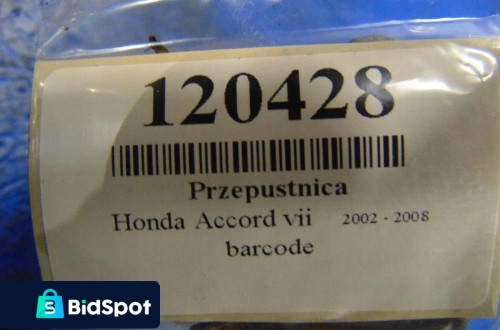 120428
Przepustnica
Honda Accord vii 2002 - 2008
barcode
BidSpot